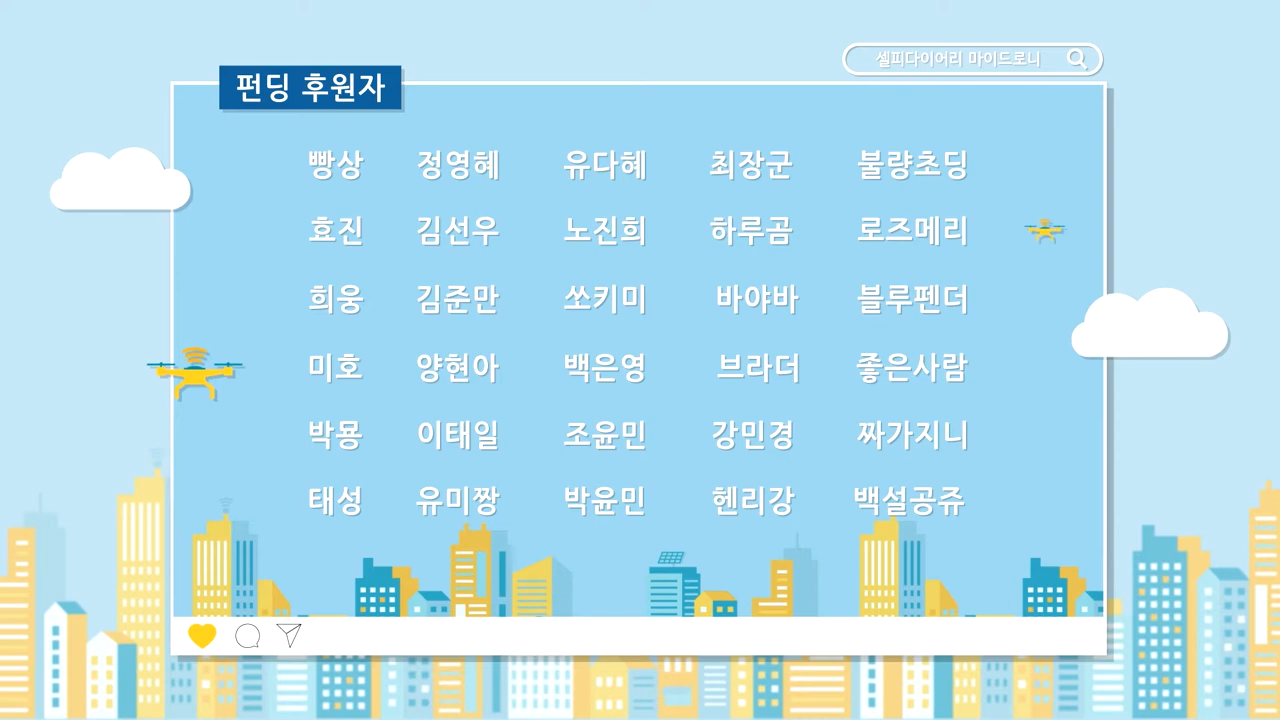 셀피다이어리 마이드로니
펀딩 후원자
빵상 정영혜 유다혜 최장군 불량초딩
효진 김선우 노진희 하루곰 로즈메리
희웅 김준만 쏘키미 바야바 블루펜더
미호 양현아 백은영 브라더 좋은사람
박묭 이태일 조윤민 강민경 짜가지니
태성 유미짱 박윤민 헨리강 백설공쥬